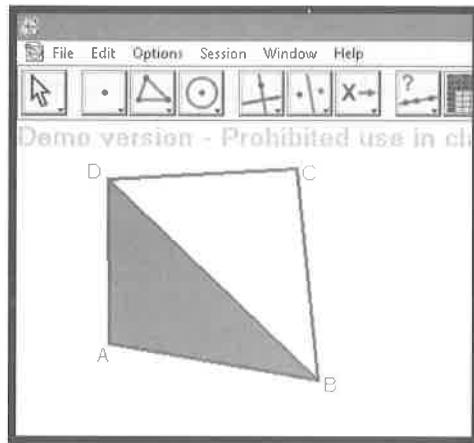 File Edit Options Session Window Help
X ?
Demo version - Prohibited use in cl
D C
A
B